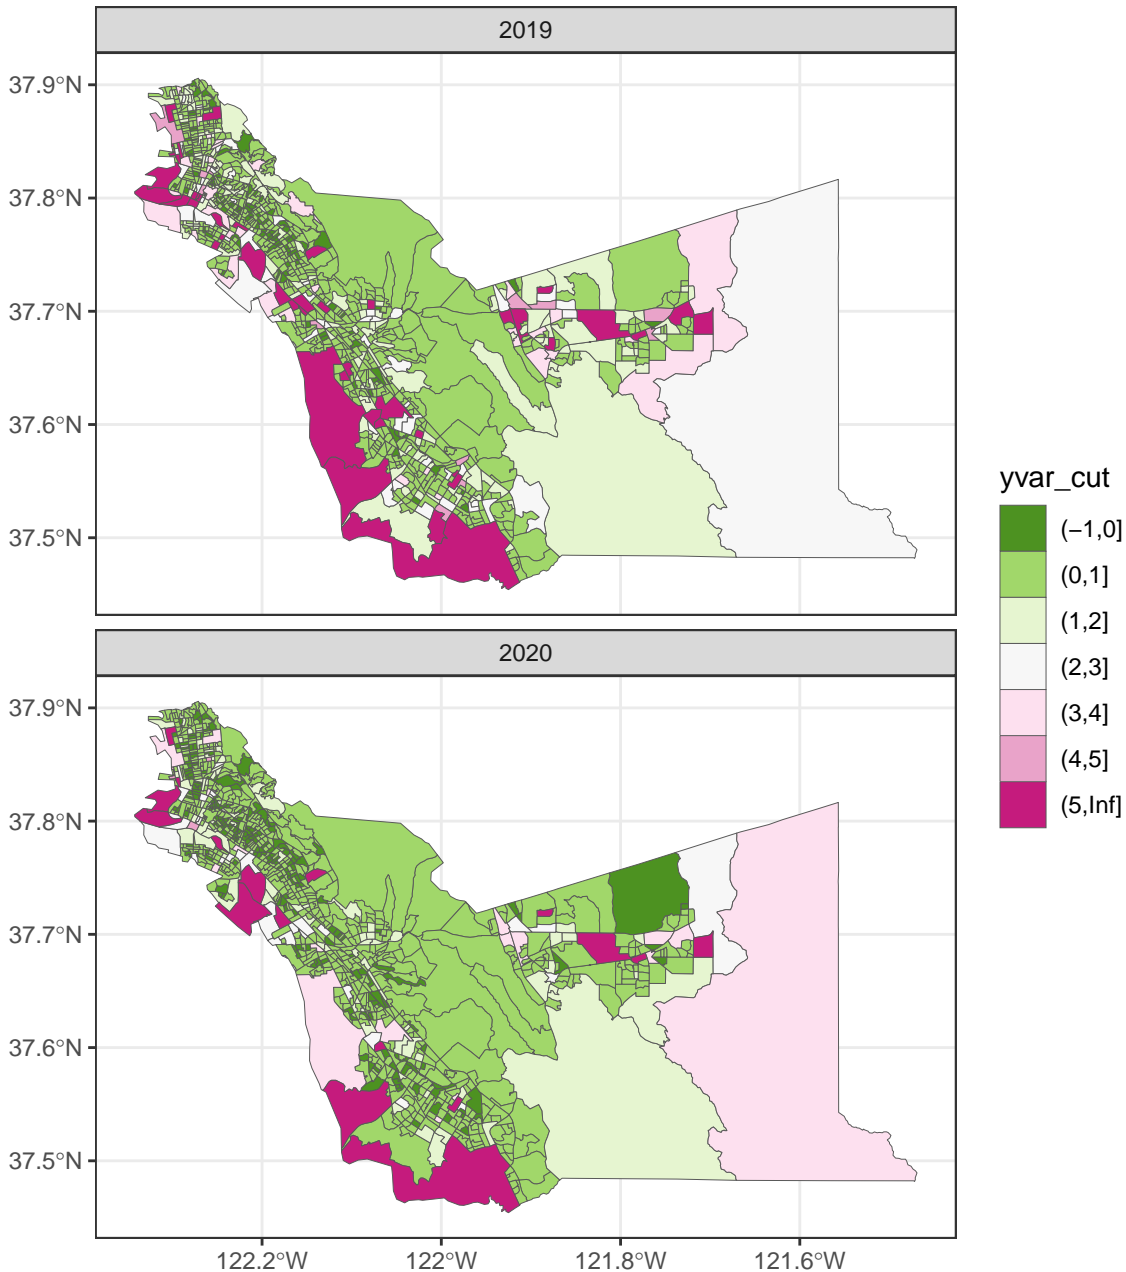 2019
37.9°N
37.8°N
37.7°N
37.6°N
37.5°N
2020
37.9°N
37.8°N
37.7°N
37.6°N
37.5°N
122.2°W
122°W
121.8°W
121.6°W
yvar_cut
(−1,0]
(0,1]
(1,2]
(2,3]
(3,4]
(4,5]
(5,Inf]